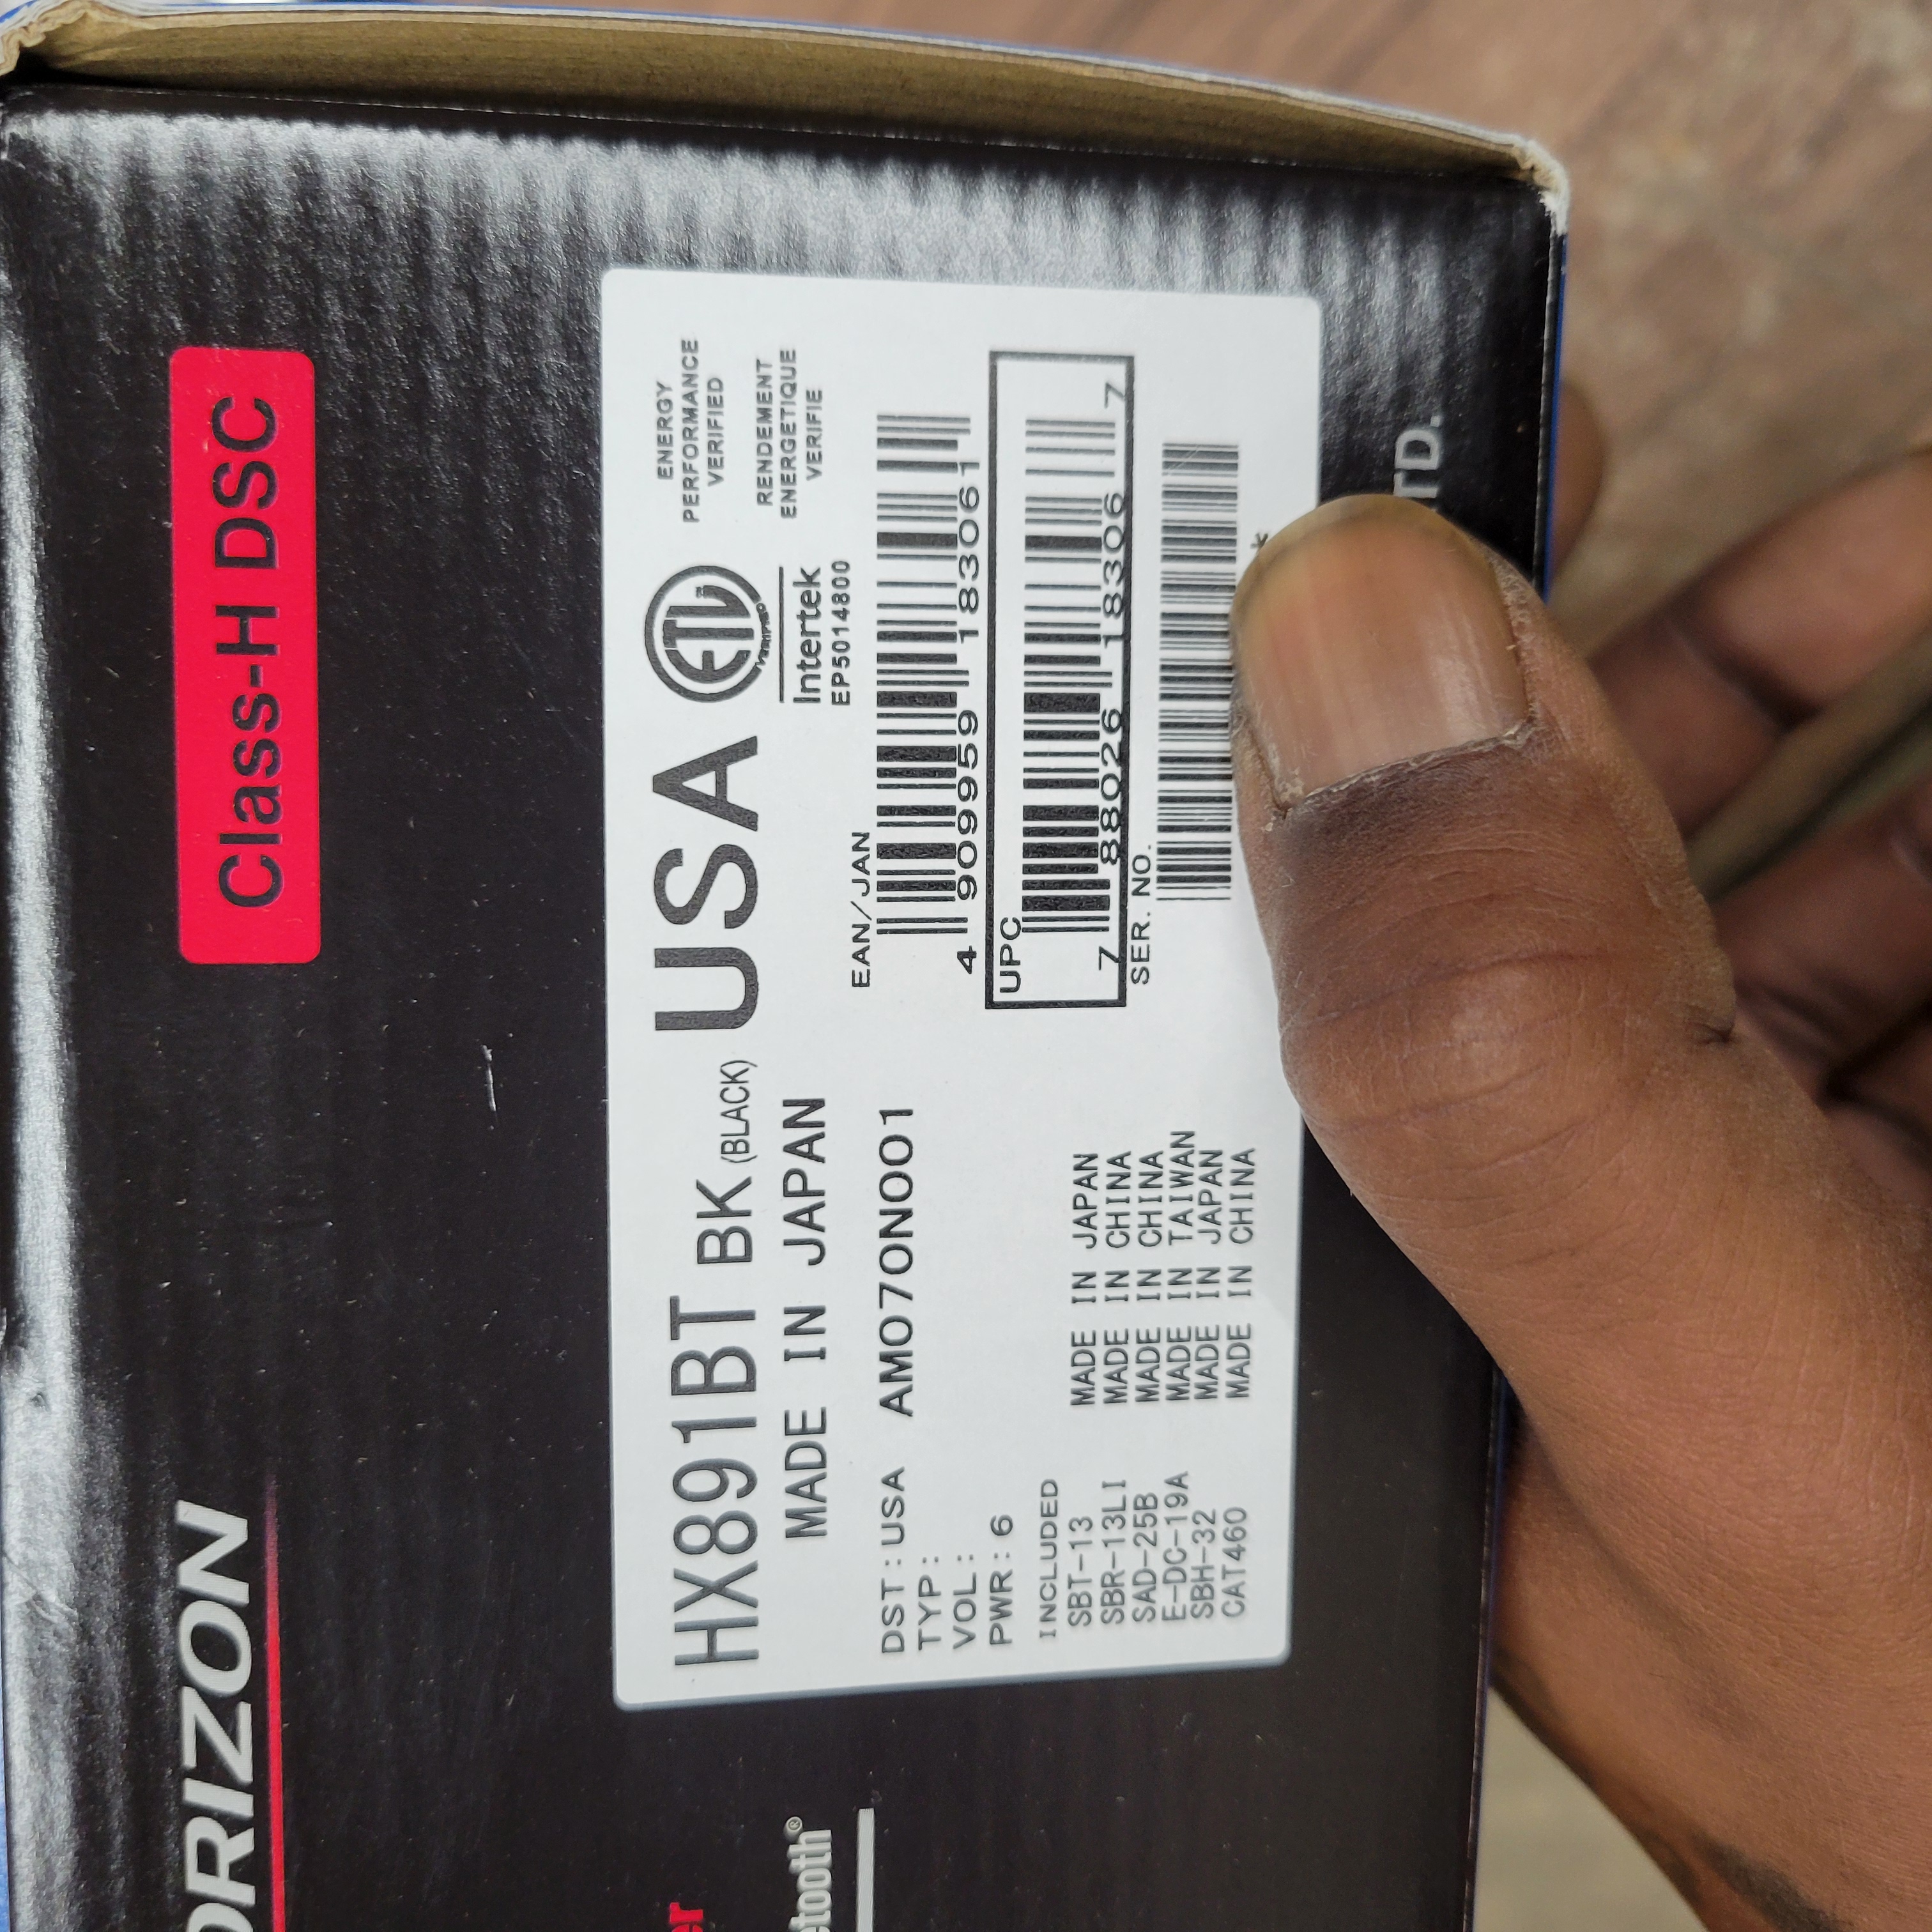 Class-H DSC
HX891BT BK (BLACK) USA
MADE IN JAPAN
ETL
Intertek
EP5014800
ENERGY
PERFORMANCE
VERIFIED
RENDEMENT
ENERGETIQUE
VERIFIE
DST:USA AM070N001
TYP:
VOL:
PWR:6
INCLUDED
SBT-13 MADE IN JAPAN
SBR-13LI MADE IN CHINA
SAD-25B MADE IN CHINA
E-DC-19A MADE IN TAIWAN
SBH-32 MADE IN JAPAN
CAT460 MADE IN CHINA
EAN/JAN
4 909959 183061
UPC
7 88026 18306 7
SER. NO.